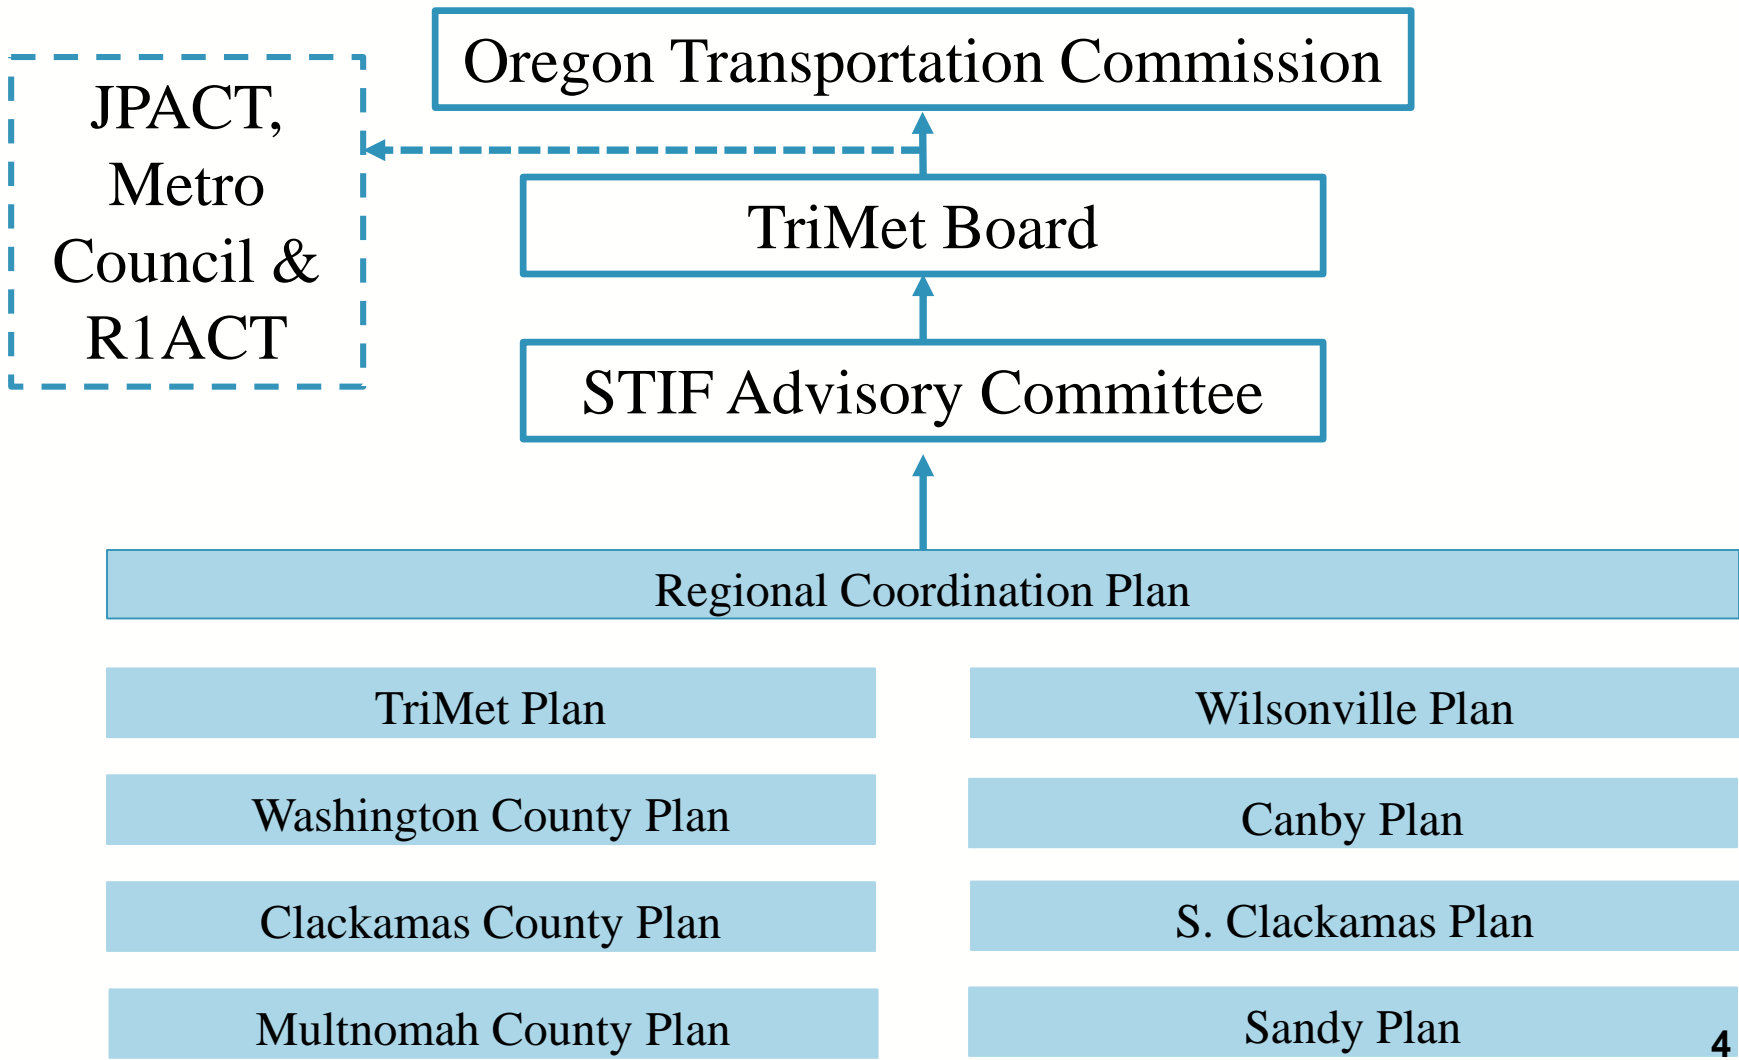 Oregon Transportation Commission
JPACT,
Metro
Council &
R1ACT
TriMet Board
STIF Advisory Committee
Regional Coordination Plan
TriMet Plan
Wilsonville Plan
Washington County Plan
Canby Plan
Clackamas County Plan
S. Clackamas Plan
Multnomah County Plan
Sandy Plan
4